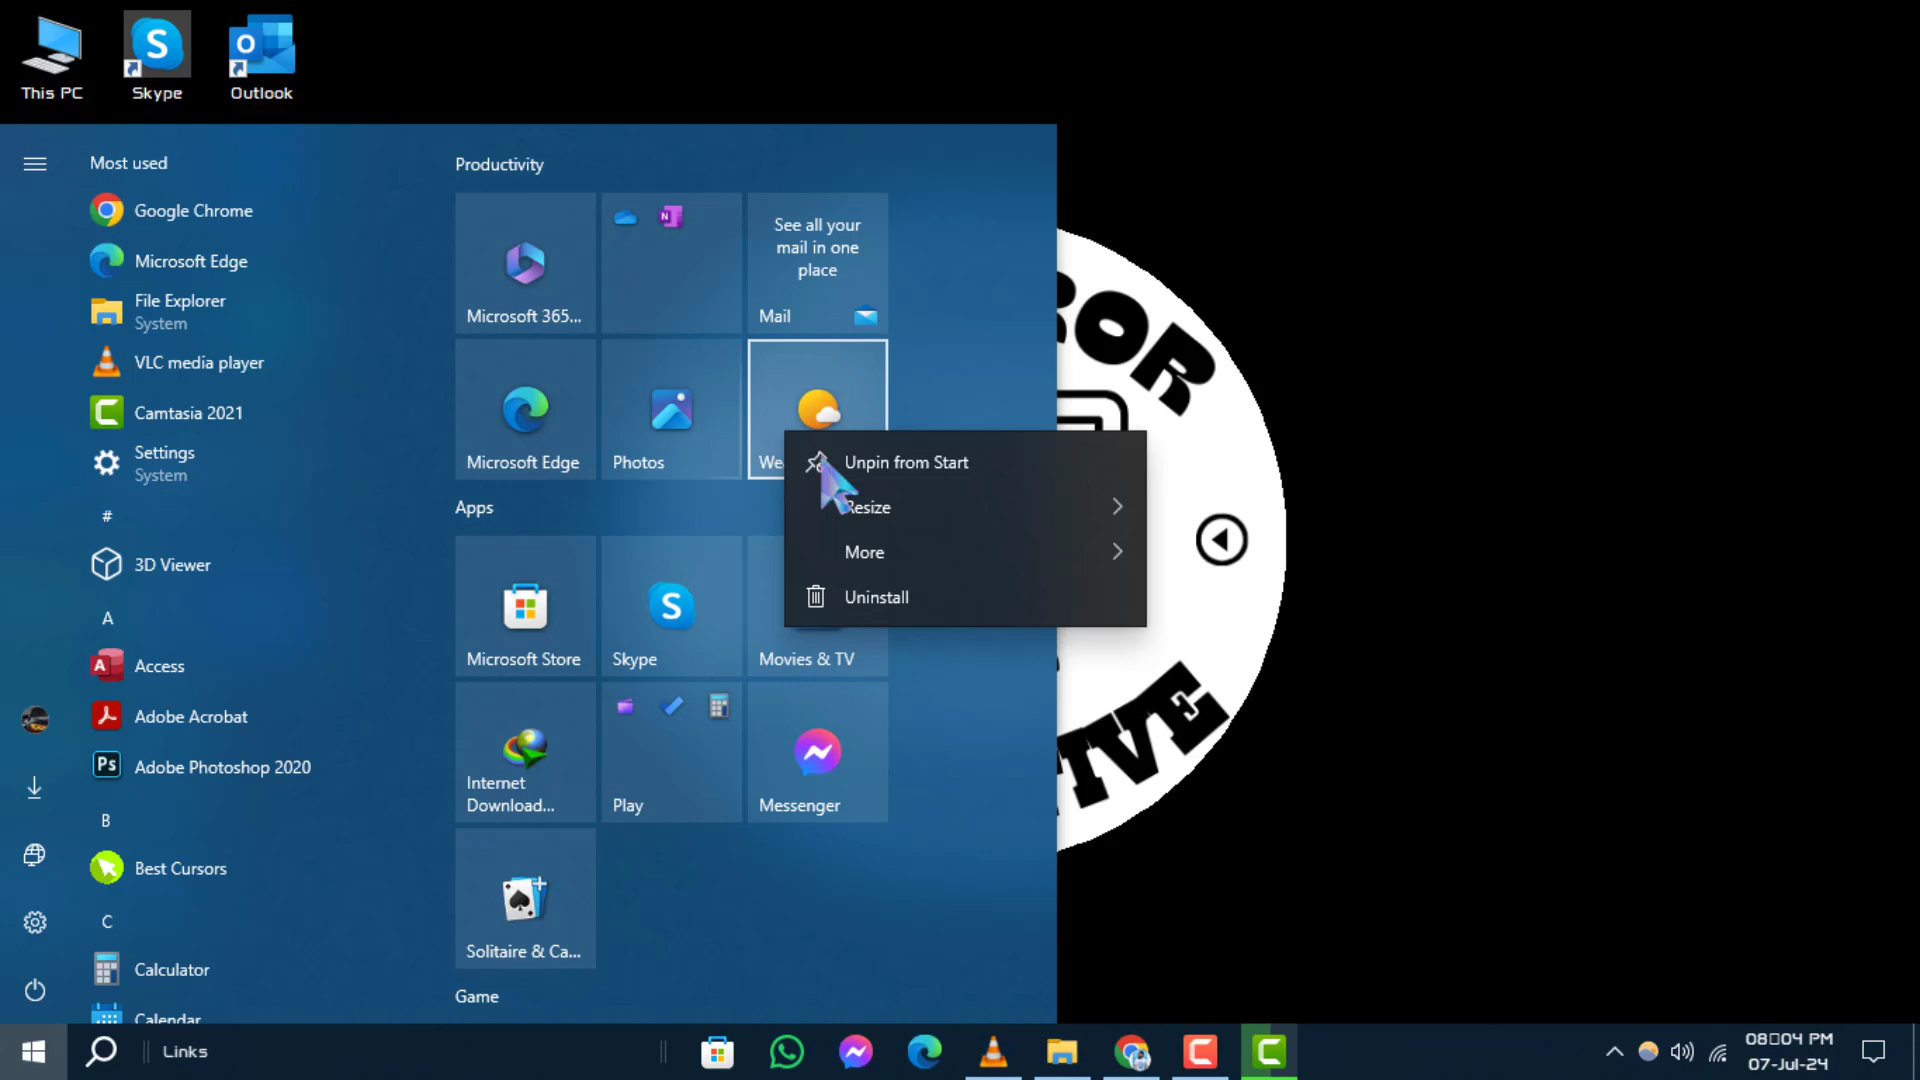 This PC
Skype
Outlook
Most used
Google Chrome
Microsoft Edge
File Explorer
System
VLC media player
Camtasia 2021
Settings
System
#
3D Viewer
A
Access
Adobe Acrobat
Adobe Photoshop 2020
B
Best Cursors
C
Calculator
Calendar
Productivity
Microsoft 365...
See all your
mail in one
place
Mail
Microsoft Edge
Photos
Unpin from Start
Resize
More
Uninstall
Apps
Microsoft Store
Skype
Movies & TV
Internet
Download...
Play
Messenger
Solitaire & Ca...
Game
Links
08▯04 PM
07-Jul-24